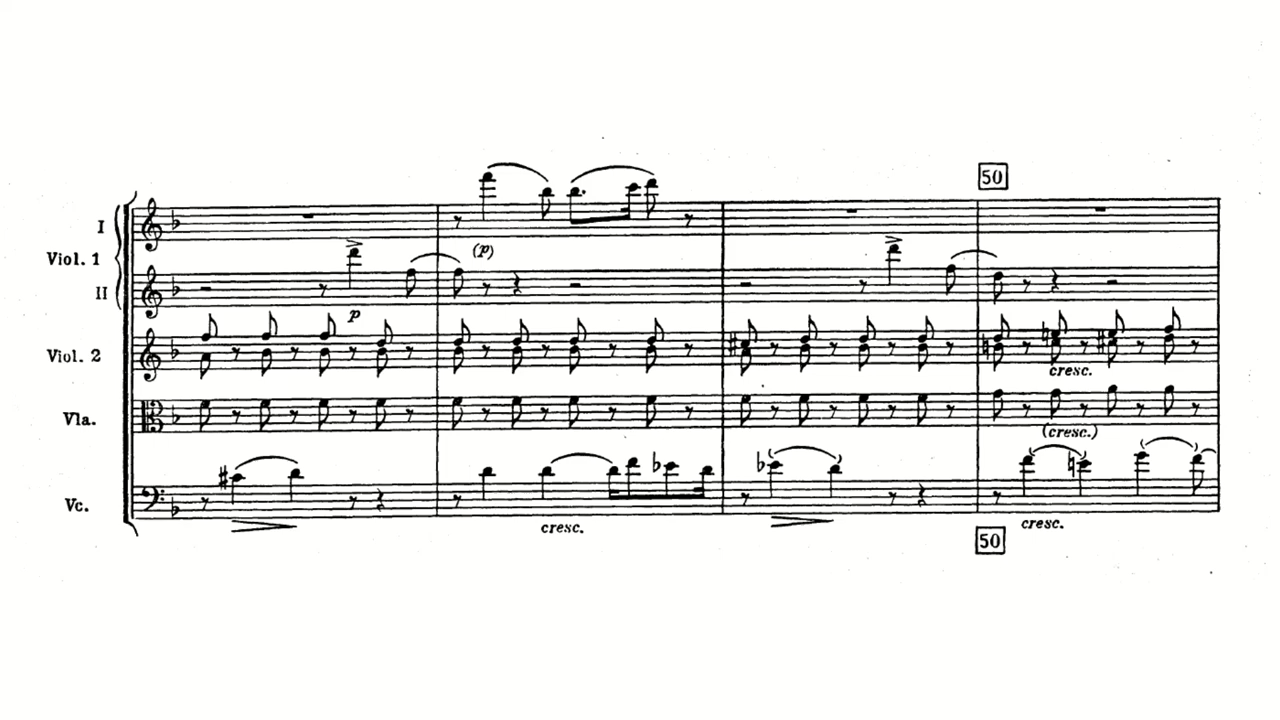 50
I
Viol. 1
(p)
II
p
Viol. 2
cresc.
Vla.
(cresc.)
Vc.
cresc.
cresc.
50